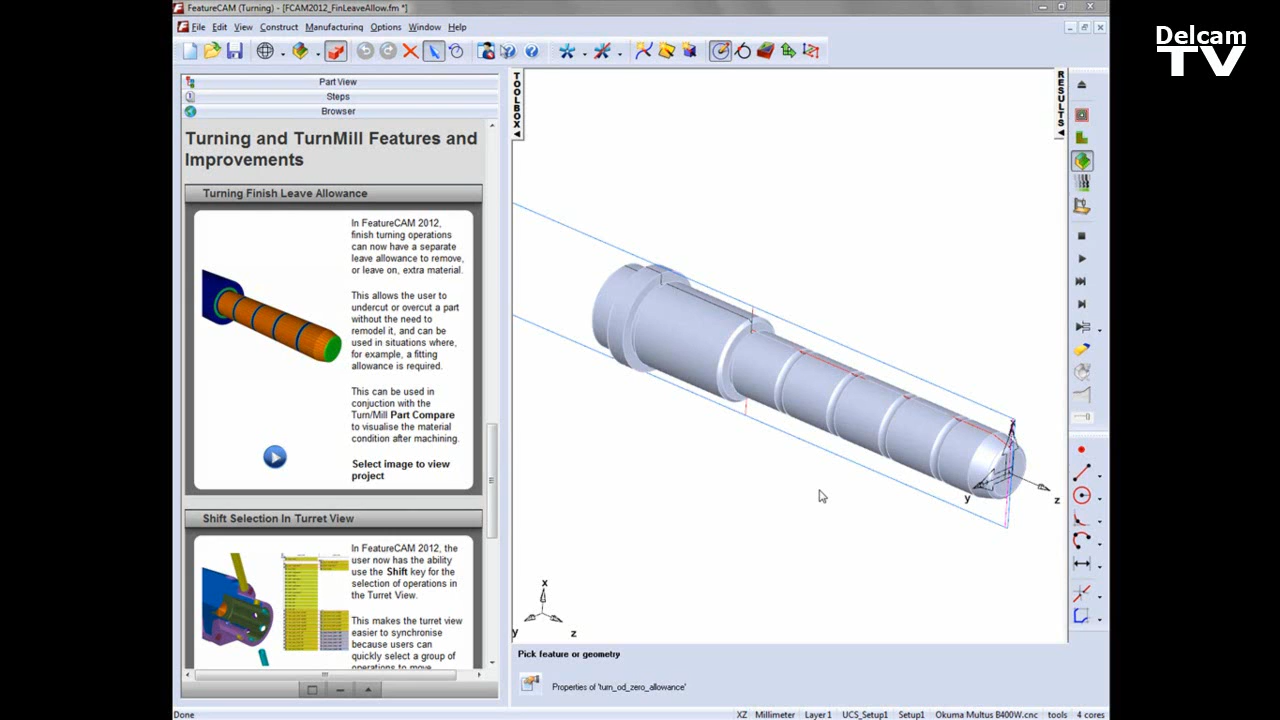 FeatureCAM (Turning) - [FCAM2012_FinLeaveAllow.fm *]
File Edit View Construct Manufacturing Options Window Help
Delcam
TV
Part View
Steps
Browser
TOOLBOX
RESULTS
Turning and TurnMill Features and
Improvements
Turning Finish Leave Allowance
In FeatureCAM 2012,
finish turning operations
can now have a separate
leave allowance to remove,
or leave on, extra material.
This allows the user to
undercut or overcut a part
without the need to
remodel it, and can be
used in situations where,
for example, a fitting
allowance is required.
This can be used in
conjuction with the
Turn/Mill Part Compare
to visualise the material
condition after machining.
Select image to view
project
Shift Selection In Turret View
In FeatureCAM 2012, the
user now has the ability
use the Shift key for the
selection of operations in
the Turret View.
This makes the turret view
easier to synchronise
because users can
quickly select a group of
operations to move
x
y
z
x
y
z
Pick feature or geometry
Properties of 'turn_od_zero_allowance'
Done
XZ Millimeter Layer1 UCS_Setup1 Setup1 Okuma Multus B400W.cnc tools 4 cores